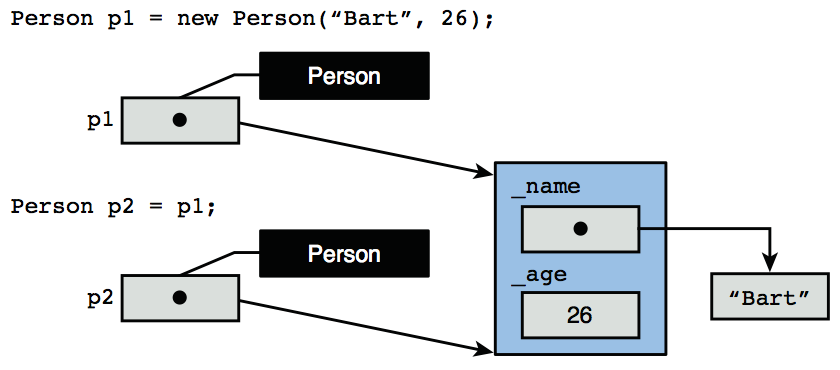 Person p1 = new Person(“Bart”, 26);
Person
p1
_name
Person p2 = p1;
Person
_age
p2
“Bart”
26